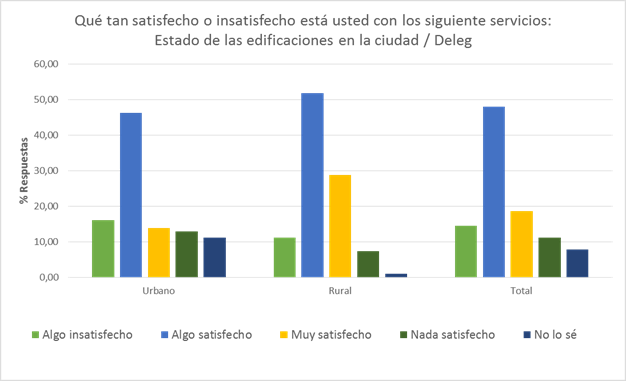 Qué tan satisfecho o insatisfecho está usted con los siguiente servicios:
Estado de las edificaciones en la ciudad / Deleg
60,00
50,00
40,00
30,00
20,00
10,00
0,00
% Respuestas
Urbano
Rural
Total
Algo insatisfecho
Algo satisfecho
Muy satisfecho
Nada satisfecho
No lo sé